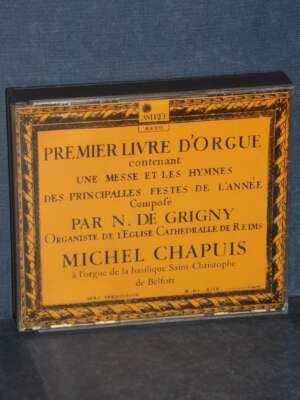 PREMIER LIVRE D'ORGUE
contenant
UNE MESSE ET LES HYMNES
DES PRINCIPALLES FESTES DE L'ANNÉE
Composé
PAR N. DE GRIGNY
ORGANISTE DE L'EGLISE CATHEDRALLE DE REIMS
MICHEL CHAPUIS
à l'orgue de la basilique Saint-Christophe
de Belfort